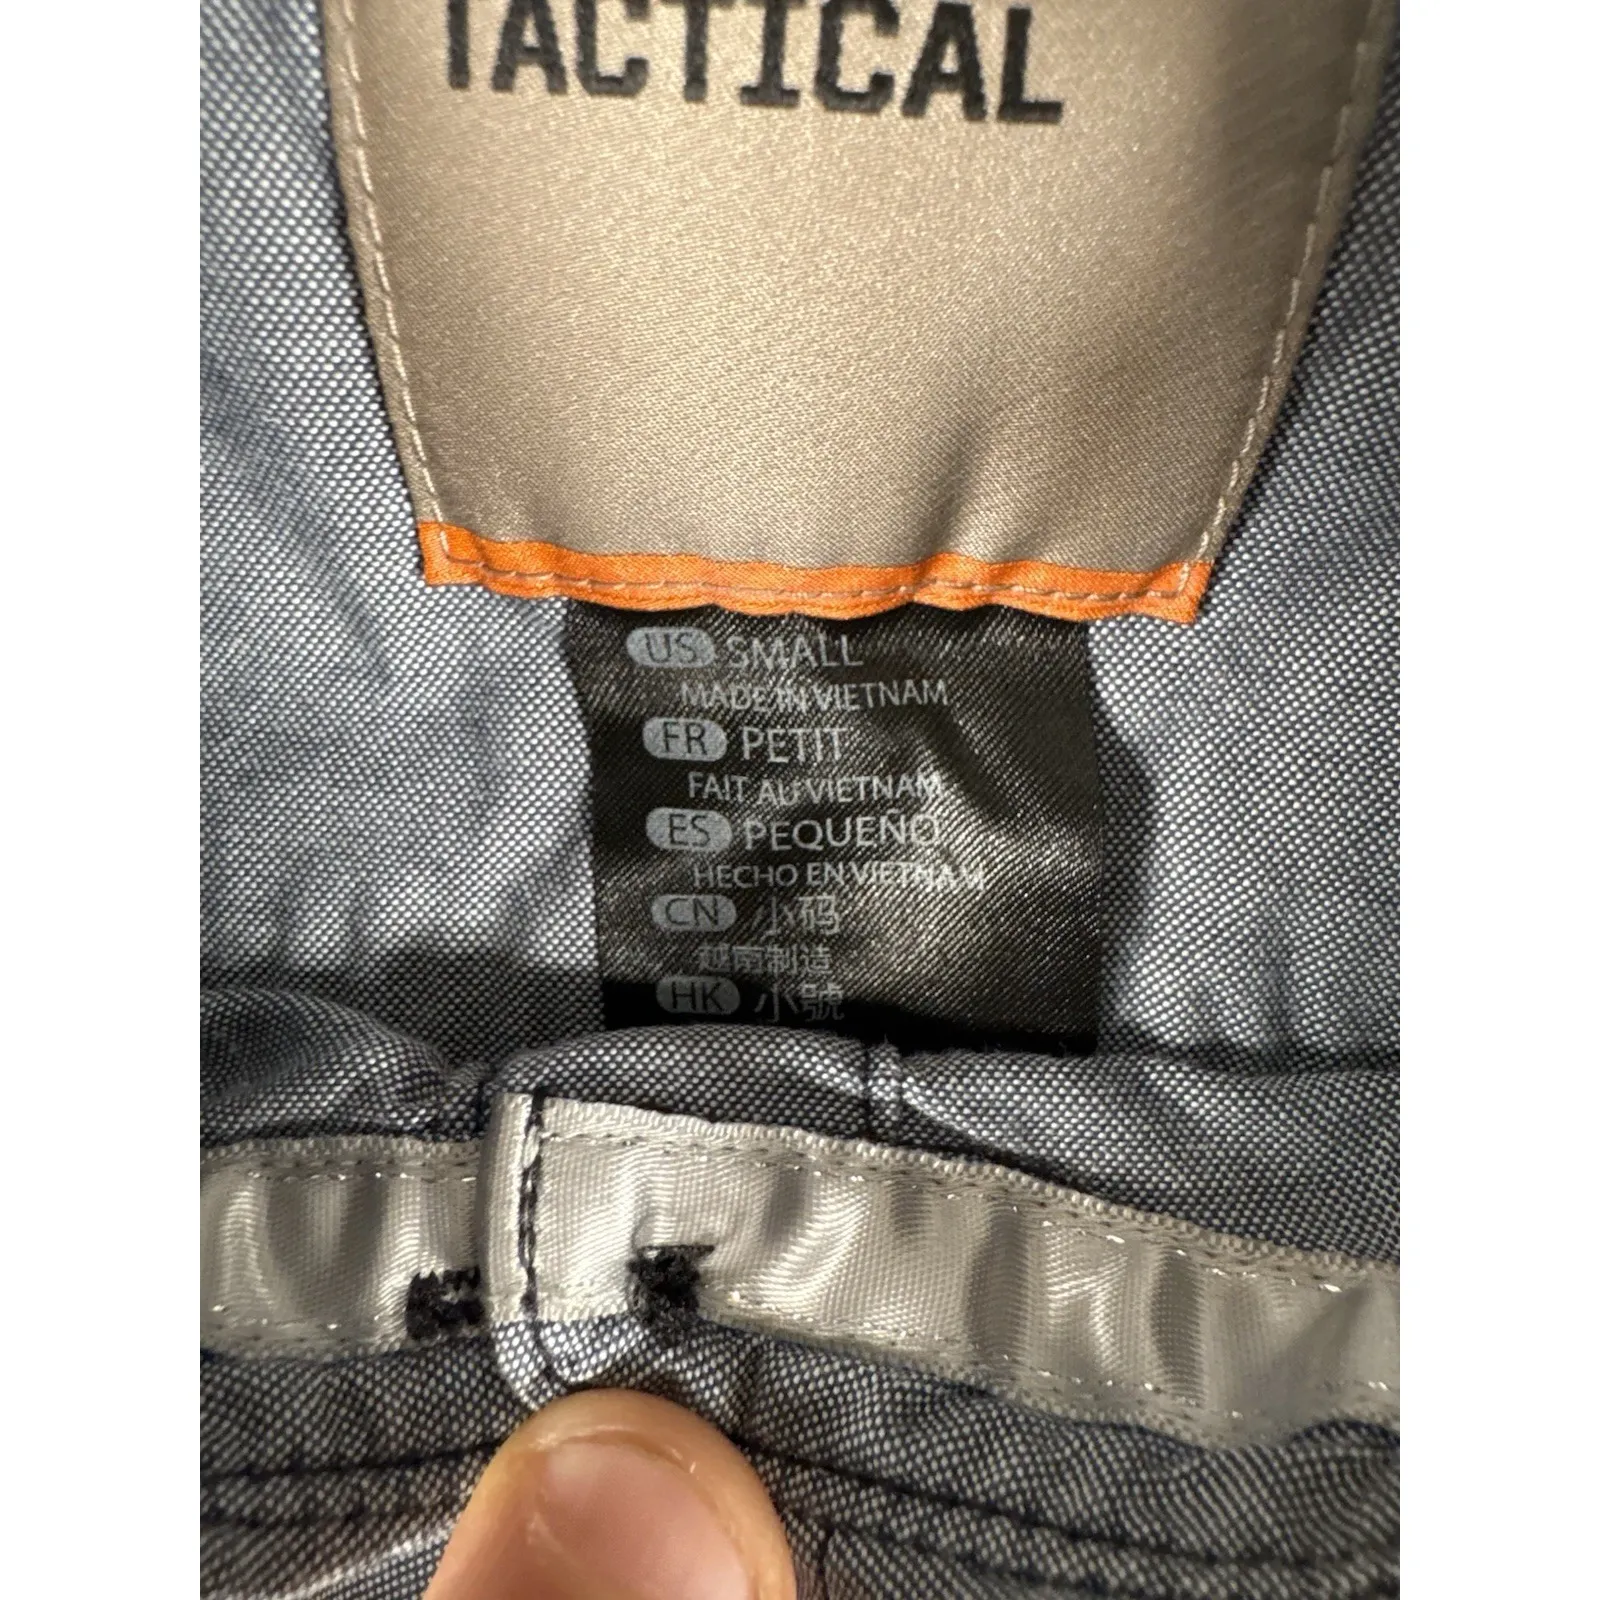 TACTICAL
US SMALL
MADE IN VIETNAM
FR PETIT
FAIT AU VIETNAM
ES PEQUEÑO
HECHO EN VIETNAM
CN 小码
越南制造
HK 小號